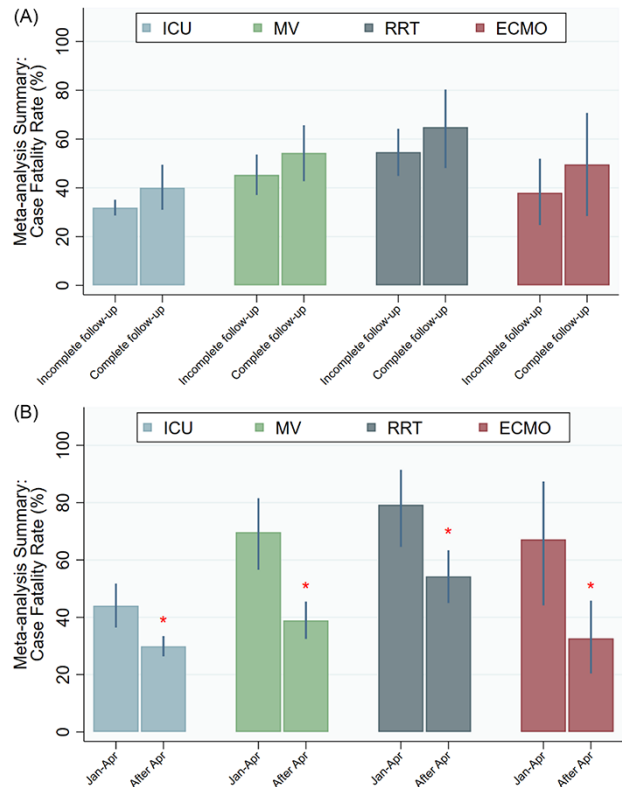 (A)
ICU MV RRT ECMO
Meta-analysis Summary:
Case Fatality Rate (%)
100
80
60
40
20
0
Incomplete follow-up Complete follow-up Incomplete follow-up Complete follow-up Incomplete follow-up Complete follow-up Incomplete follow-up Complete follow-up
(B)
ICU MV RRT ECMO
Meta-analysis Summary:
Case Fatality Rate (%)
100
80
60
40
20
0
* * * *
Jan-Apr After Apr Jan-Apr After Apr Jan-Apr After Apr Jan-Apr After Apr